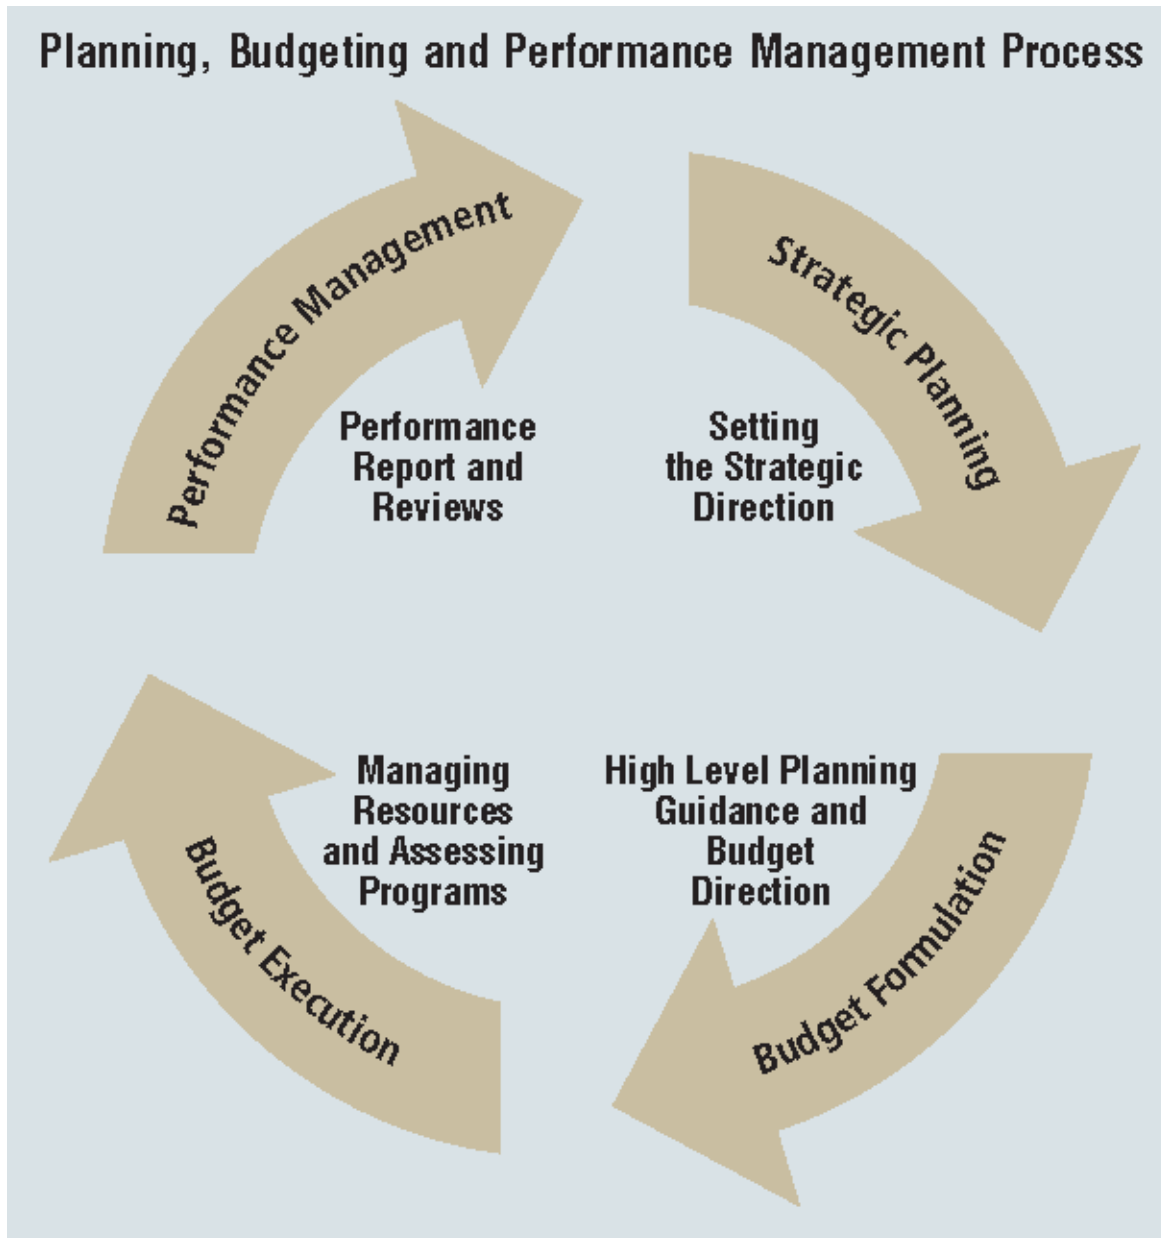 Planning, Budgeting and Performance Management Process
Performance Management
Strategic Planning
Performance
Report and
Reviews
Setting
the Strategic
Direction
Managing
Resources
and Assessing
Programs
High Level Planning
Guidance and
Budget
Direction
Budget Execution
Budget Formulation